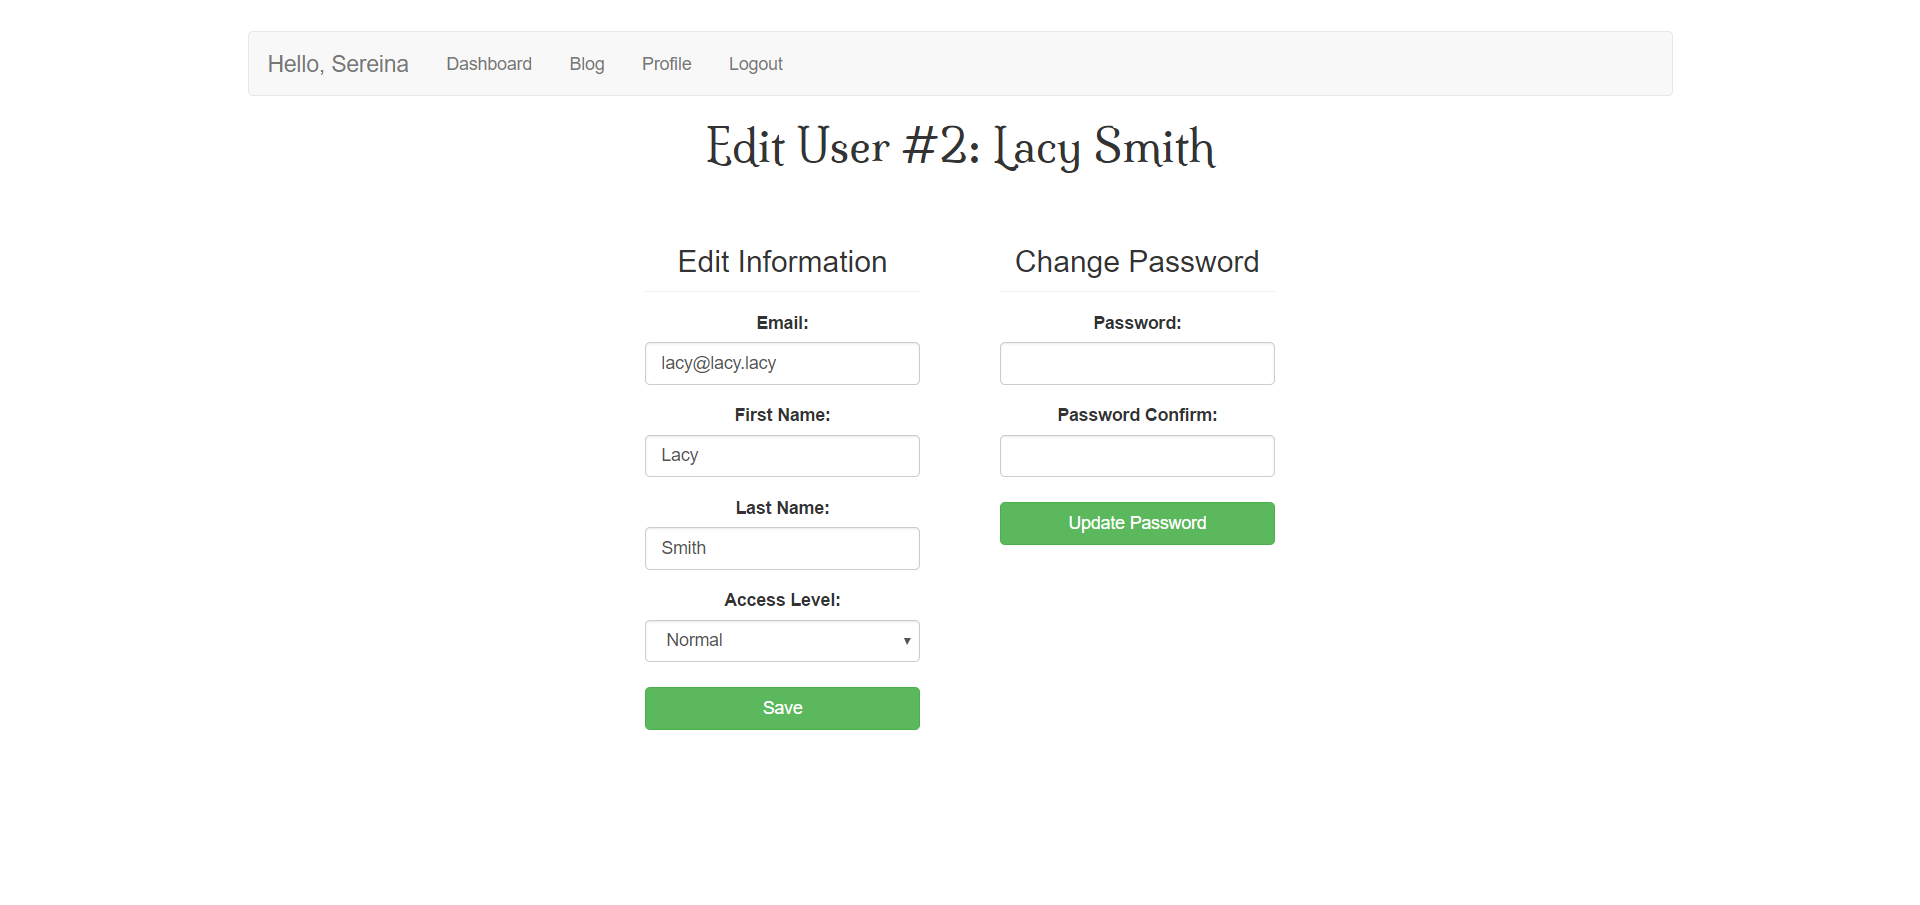 Hello, Sereina Dashboard Blog Profile Logout
Edit User #2: Lacy Smith
Edit Information
Email:
lacy@lacy.lacy
First Name:
Lacy
Last Name:
Smith
Access Level:
Normal
Save
Change Password
Password:
Password Confirm:
Update Password